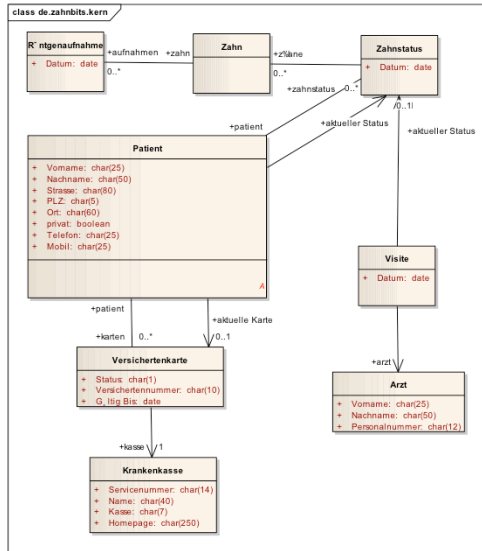 class de.zahnbits.kern
R˘ntgenaufnahme
+ Datum: date
+aufnahmen
0..*
+zahn
Zahn
+z‰hne
0..*
Zahnstatus
+ Datum: date
+zahnstatus
0..*
0..1
+patient
+aktueller Status
+aktueller Status
Patient
+ Vorname: char(25)
+ Nachname: char(50)
+ Strasse: char(80)
+ PLZ: char(5)
+ Ort: char(60)
+ privat: boolean
+ Telefon: char(25)
+ Mobil: char(25)
A
Visite
+ Datum: date
+patient
+aktuelle Karte
+karten
0..*
0..1
Versichertenkarte
+ Status: char(1)
+ Versichertennummer: char(10)
+ G¸ltig Bis: date
+arzt
Arzt
+ Vorname: char(25)
+ Nachname: char(50)
+ Personalnummer: char(12)
+kasse
1
Krankenkasse
+ Servicenummer: char(14)
+ Name: char(40)
+ Kasse: char(7)
+ Homepage: char(250)